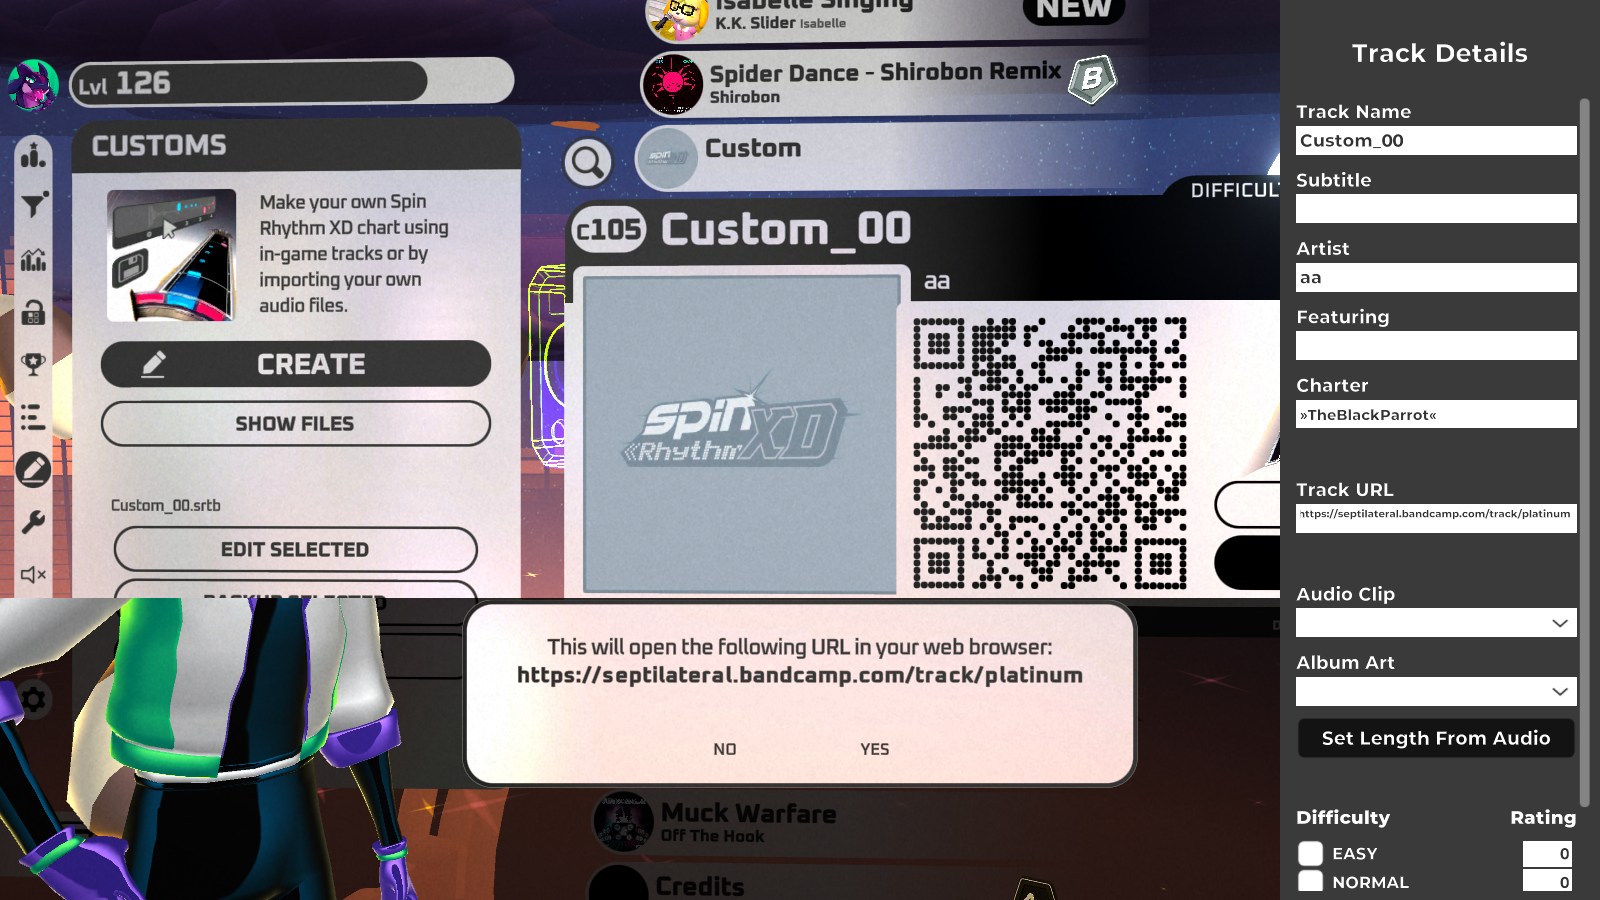 Isabelle Singing
K.K. Slider Isabelle
NEW
Spider Dance - Shirobon Remix
Shirobon
B
Lvl 126
CUSTOMS
Make your own Spin
Rhythm XD chart using
in-game tracks or by
importing your own
audio files.
CREATE
SHOW FILES
Custom_00.srtb
EDIT SELECTED
BACKUP SELECTED
Custom
c105 Custom_00
aa
Spin
Rhythm XD
This will open the following URL in your web browser:
https://septilateral.bandcamp.com/track/platinum
NO YES
Muck Warfare
Off The Hook
Credits
Track Details
Track Name
Custom_00
Subtitle
Artist
aa
Featuring
Charter
»TheBlackParrot«
Track URL
https://septilateral.bandcamp.com/track/platinum
Audio Clip
Album Art
Set Length From Audio
Difficulty Rating
EASY 0
NORMAL 0